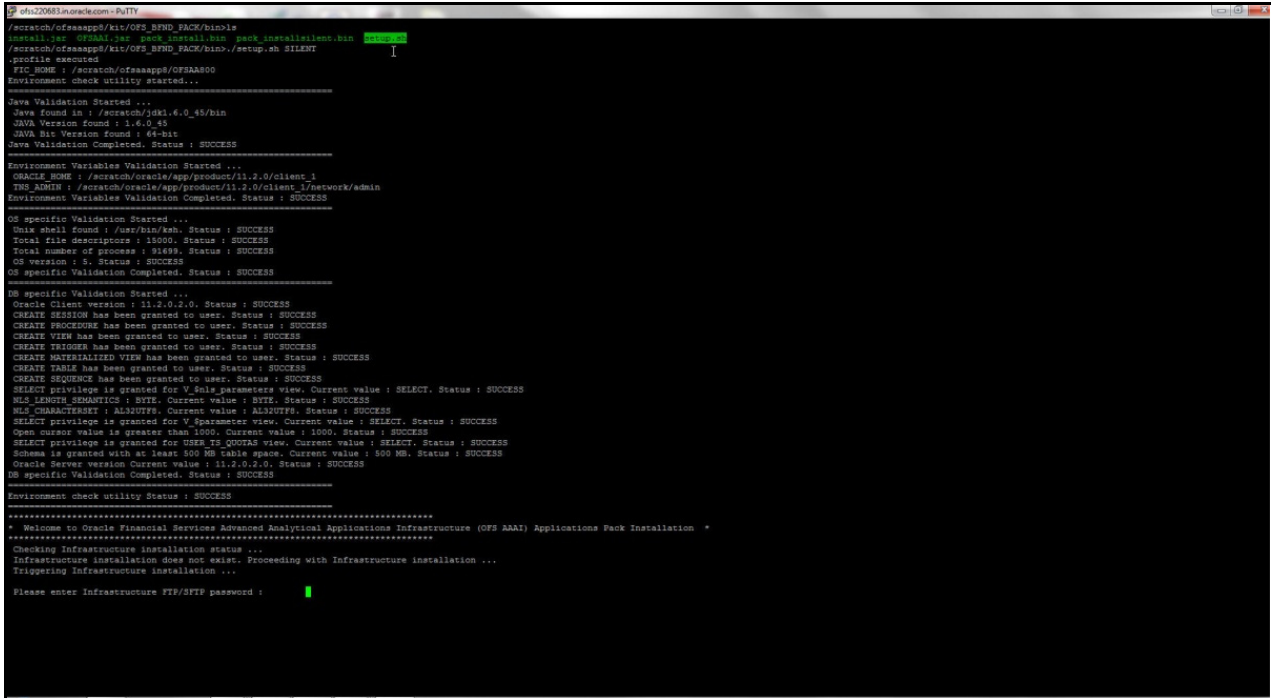 ofss220683.in.oracle.com - PuTTY
/scratch/ofsaaapp8/kit/OFS_BFND_PACK/bin>ls
install.jar OFSAAI.jar pack_install.bin pack_installsilent.bin setup.sh
/scratch/ofsaaapp8/kit/OFS_BFND_PACK/bin>./setup.sh SILENT
.profile executed
FIC_HOME : /scratch/ofsaaapp8/OFSAA800
Environment check utility started...
==============================================================
Java Validation Started ...
Java found in : /scratch/jdk1.6.0_45/bin
JAVA Version found : 1.6.0_45
JAVA Bit Version found : 64-bit
Java Validation Completed. Status : SUCCESS
==============================================================
Environment Variables Validation Started ...
ORACLE_HOME : /scratch/oracle/app/product/11.2.0/client_1
TNS_ADMIN : /scratch/oracle/app/product/11.2.0/client_1/network/admin
Environment Variables Validation Completed. Status : SUCCESS
==============================================================
OS specific Validation Started ...
Unix shell found : /usr/bin/ksh. Status : SUCCESS
Total file descriptors : 15000. Status : SUCCESS
Total number of process : 91699. Status : SUCCESS
OS version : 5. Status : SUCCESS
OS specific Validation Completed. Status : SUCCESS
==============================================================
DB specific Validation Started ...
Oracle Client version : 11.2.0.2.0. Status : SUCCESS
CREATE SESSION has been granted to user. Status : SUCCESS
CREATE PROCEDURE has been granted to user. Status : SUCCESS
CREATE VIEW has been granted to user. Status : SUCCESS
CREATE TRIGGER has been granted to user. Status : SUCCESS
CREATE MATERIALIZED VIEW has been granted to user. Status : SUCCESS
CREATE TABLE has been granted to user. Status : SUCCESS
CREATE SEQUENCE has been granted to user. Status : SUCCESS
SELECT privilege is granted for V_$nls_parameters view. Current value : SELECT. Status : SUCCESS
NLS_LENGTH_SEMANTICS : BYTE. Current value : BYTE. Status : SUCCESS
NLS_CHARACTERSET : AL32UTF8. Current value : AL32UTF8. Status : SUCCESS
SELECT privilege is granted for V_$parameter view. Current value : SELECT. Status : SUCCESS
Open cursor value is greater than 1000. Current value : 1000. Status : SUCCESS
SELECT privilege is granted for USER_TS_QUOTAS view. Current value : SELECT. Status : SUCCESS
Schema is granted with at least 500 MB table space. Current value : 500 MB. Status : SUCCESS
Oracle Server version Current value : 11.2.0.2.0. Status : SUCCESS
DB specific Validation Completed. Status : SUCCESS
==============================================================
Environment check utility Status : SUCCESS
==============================================================
********************************************************************************
* Welcome to Oracle Financial Services Advanced Analytical Applications Infrastructure (OFS AAAI) Applications Pack Installation *
********************************************************************************
Checking Infrastructure installation status ...
Infrastructure installation does not exist. Proceeding with Infrastructure installation ...
Triggering Infrastructure installation ...
Please enter Infrastructure FTP/SFTP password :